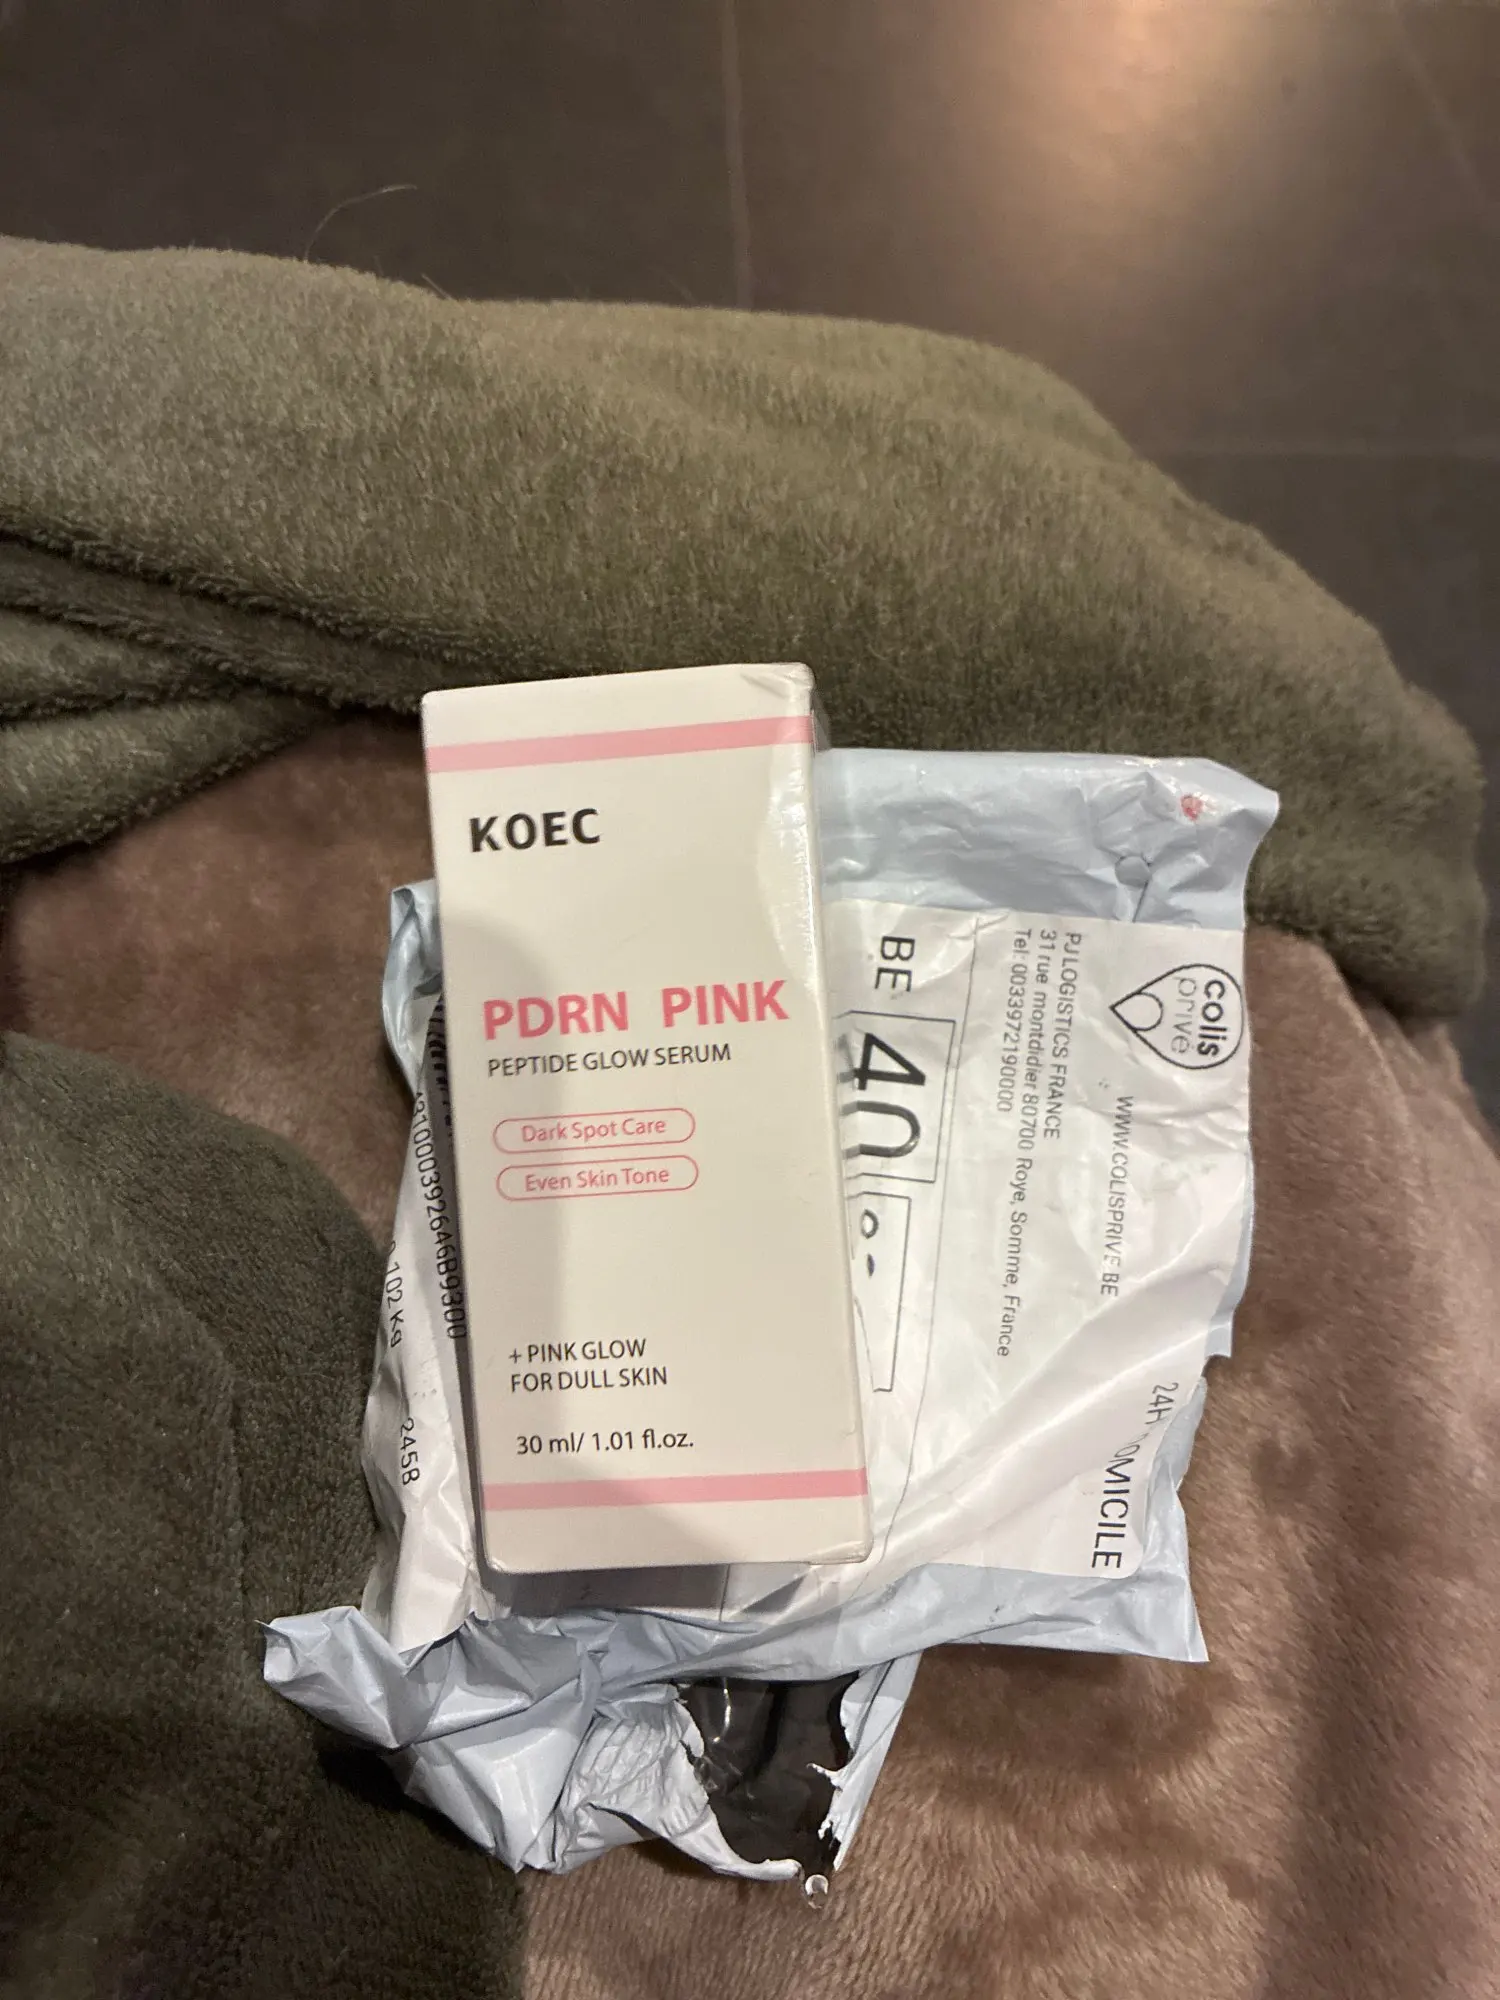 KOEC
PDRN PINK
PEPTIDE GLOW SERUM
Dark Spot Care
Even Skin Tone
+ PINK GLOW
FOR DULL SKIN
30 ml/ 1.01 fl.oz.
colis
privé
WWW.COLISPRIVE.BE
PJ LOGISTICS FRANCE
31 rue montdidier 80700 Roye, Somme, France
Tel: 0033972190000
BE
24H
DOMICILE
2458